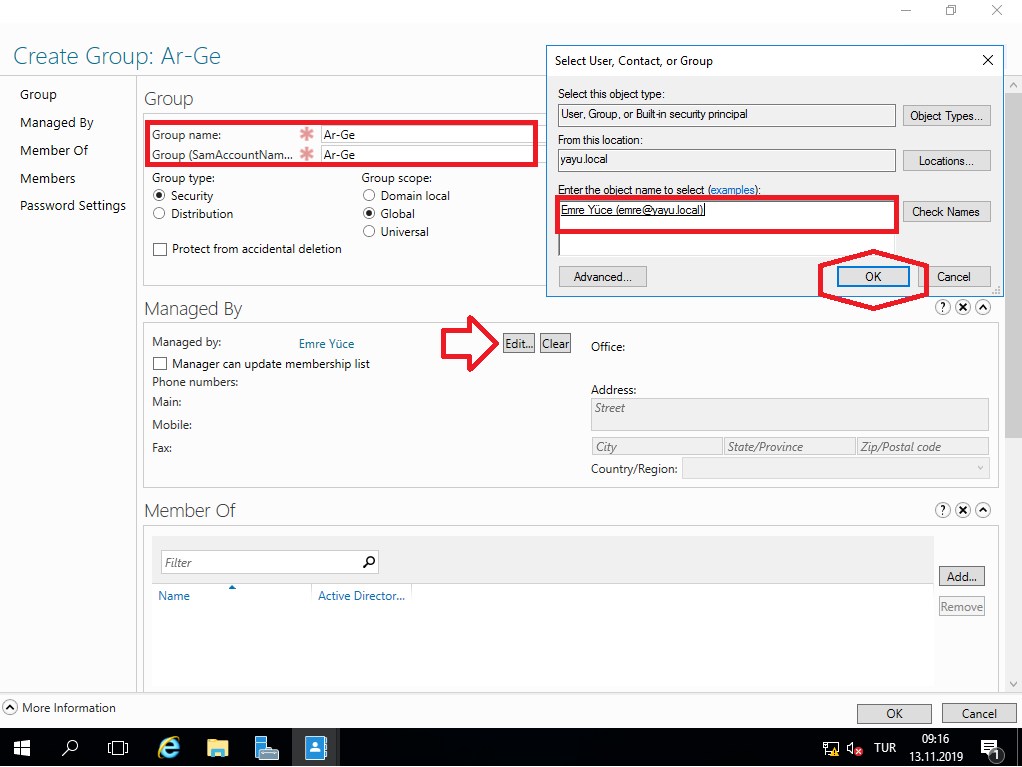 Create Group: Ar-Ge
Group
Managed By
Member Of
Members
Password Settings
Group
Group name:
Ar-Ge
Group (SamAccountNam...
Ar-Ge
Group type:
Security
Distribution
Group scope:
Domain local
Global
Universal
Protect from accidental deletion
Select User, Contact, or Group
Select this object type:
User, Group, or Built-in security principal
Object Types...
From this location:
yayu.local
Locations...
Enter the object name to select (examples):
Emre Yüce (emre@yayu.local)
Check Names
Advanced...
OK
Cancel
Managed By
Managed by:
Emre Yüce
Edit...
Clear
Manager can update membership list
Phone numbers:
Main:
Mobile:
Fax:
Office:
Address:
Street
City
State/Province
Zip/Postal code
Country/Region:
Member Of
Filter
Name
Active Director...
Add...
Remove
More Information
OK
Cancel
TUR
09:16
13.11.2019
1